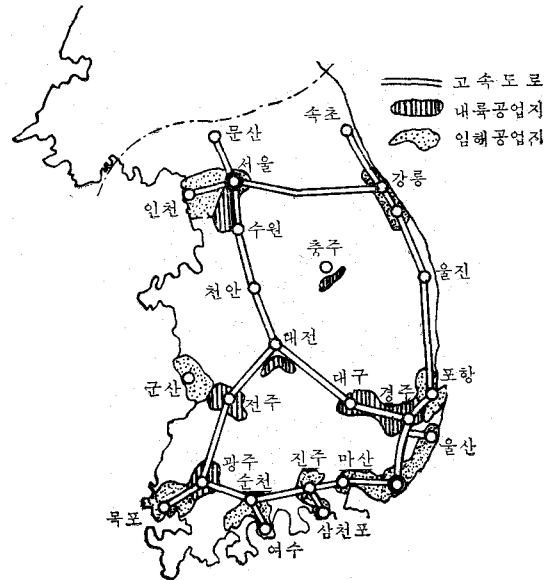 고속도로
내륙공업지
임해공업지
문산
속초
서울
강릉
인천
수원
충주
울진
천안
대전
대구
경주
포항
군산
전주
울산
광주
순천
진주
마산
목포
여수
삼천포